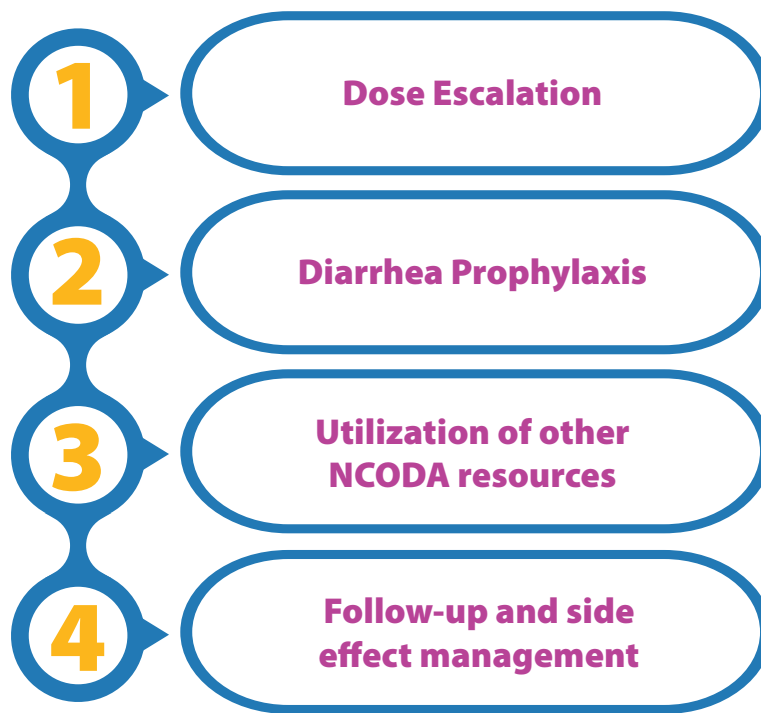 1
Dose Escalation
2
Diarrhea Prophylaxis
3
Utilization of other
NCODA resources
4
Follow-up and side
effect management